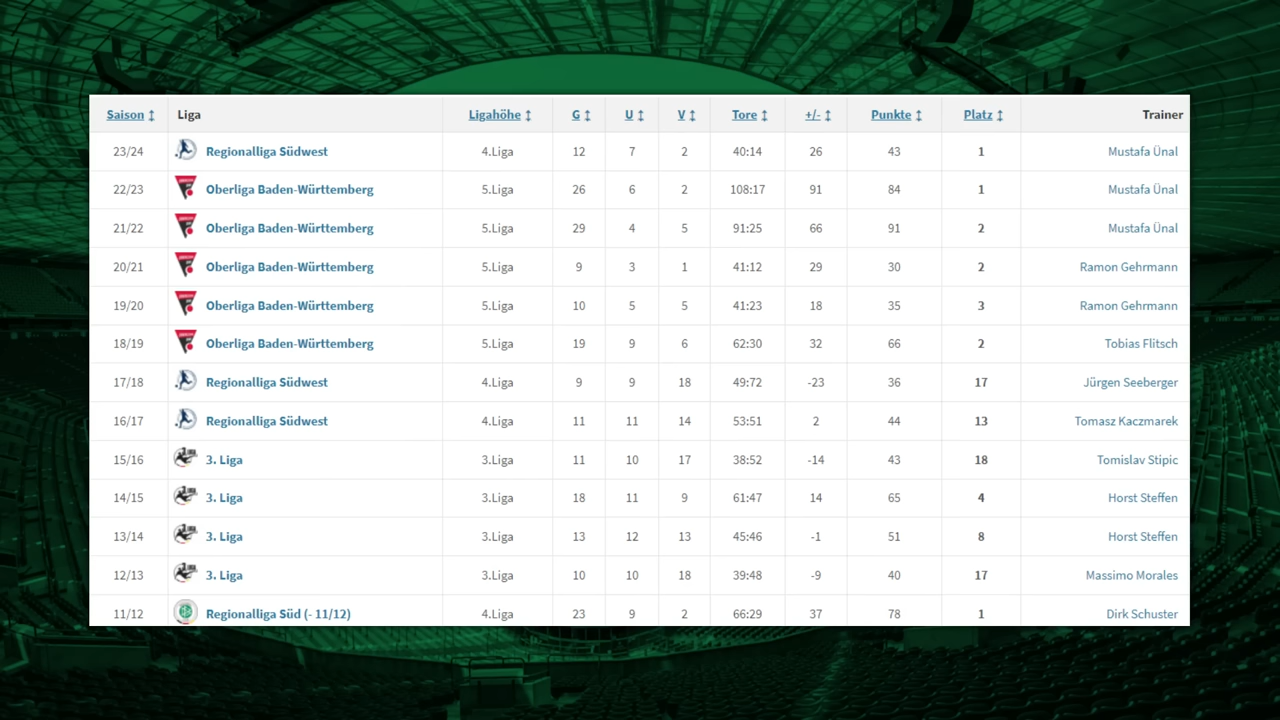 Saison Liga Ligahöhe G U V Tore +/- Punkte Platz Trainer
23/24 Regionalliga Südwest 4.Liga 12 7 2 40:14 26 43 1 Mustafa Ünal
22/23 Oberliga Baden-Württemberg 5.Liga 26 6 2 108:17 91 84 1 Mustafa Ünal
21/22 Oberliga Baden-Württemberg 5.Liga 29 4 5 91:25 66 91 2 Mustafa Ünal
20/21 Oberliga Baden-Württemberg 5.Liga 9 3 1 41:12 29 30 2 Ramon Gehrmann
19/20 Oberliga Baden-Württemberg 5.Liga 10 5 5 41:23 18 35 3 Ramon Gehrmann
18/19 Oberliga Baden-Württemberg 5.Liga 19 9 6 62:30 32 66 2 Tobias Flitsch
17/18 Regionalliga Südwest 4.Liga 9 9 18 49:72 -23 36 17 Jürgen Seeberger
16/17 Regionalliga Südwest 4.Liga 11 11 14 53:51 2 44 13 Tomasz Kaczmarek
15/16 3. Liga 3.Liga 11 10 17 38:52 -14 43 18 Tomislav Stipic
14/15 3. Liga 3.Liga 18 11 9 61:47 14 65 4 Horst Steffen
13/14 3. Liga 3.Liga 13 12 13 45:46 -1 51 8 Horst Steffen
12/13 3. Liga 3.Liga 10 10 18 39:48 -9 40 17 Massimo Morales
11/12 Regionalliga Süd (- 11/12) 4.Liga 23 9 2 66:29 37 78 1 Dirk Schuster